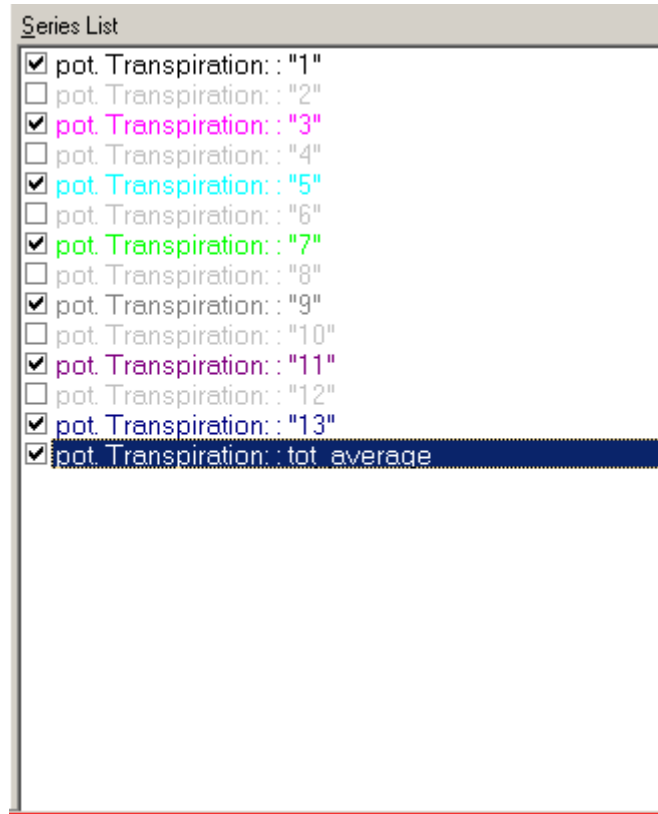 Series List
pot. Transpiration: : "1"
pot. Transpiration: : "2"
pot. Transpiration: : "3"
pot. Transpiration: : "4"
pot. Transpiration: : "5"
pot. Transpiration: : "6"
pot. Transpiration: : "7"
pot. Transpiration: : "8"
pot. Transpiration: : "9"
pot. Transpiration: : "10"
pot. Transpiration: : "11"
pot. Transpiration: : "12"
pot. Transpiration: : "13"
pot. Transpiration: : tot_average